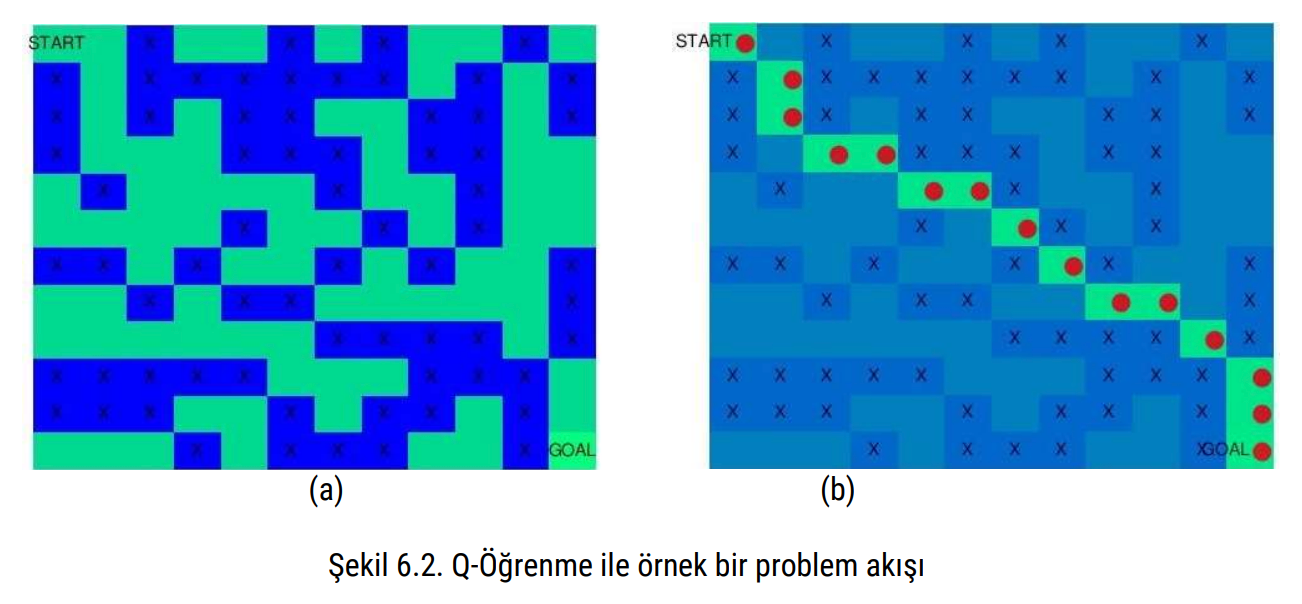 START X X X X
X X X X X X X X X
X X X X X X X
X X X X X X
X X X
X X X
X X X X X X
X X X X
X X X X X
X X X X X X X X
X X X X X X X
X X X X X GOAL
(a)
START X X X X
X X X X X X X X X
X X X X X X X
X X X X X X
X X X
X X X
X X X X X X
X X X X
X X X X X
X X X X X X X X
X X X X X X X
X X X X X GOAL
(b)
Şekil 6.2. Q-Öğrenme ile örnek bir problem akışı